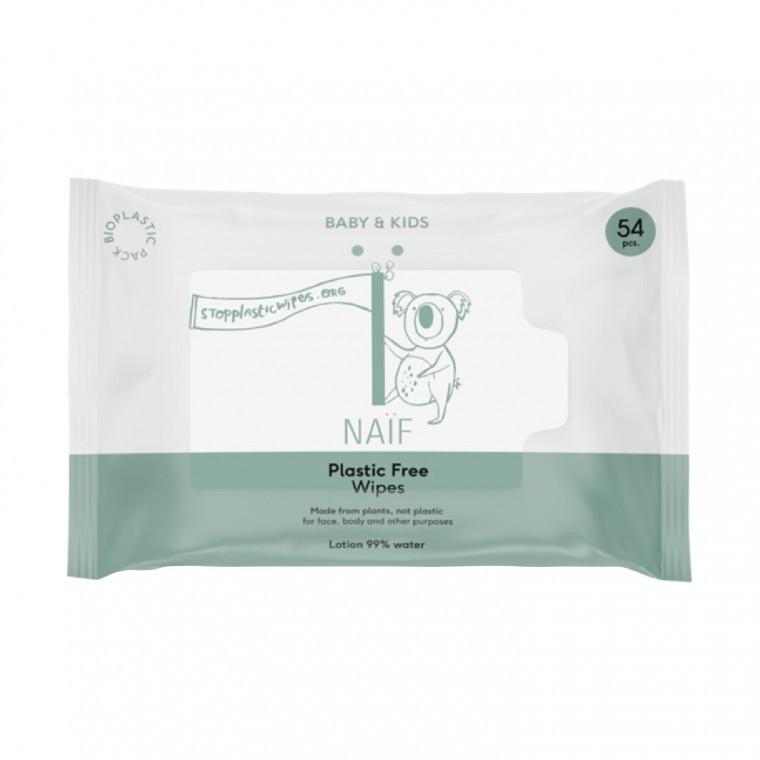 BIOPLASTIC PACK
BABY & KIDS
54
pcs.
STOPPLASTICWIPES.ORG
NAÏF
Plastic Free
Wipes
Made from plants, not plastic
for face, body and other purposes
Lotion 99% water